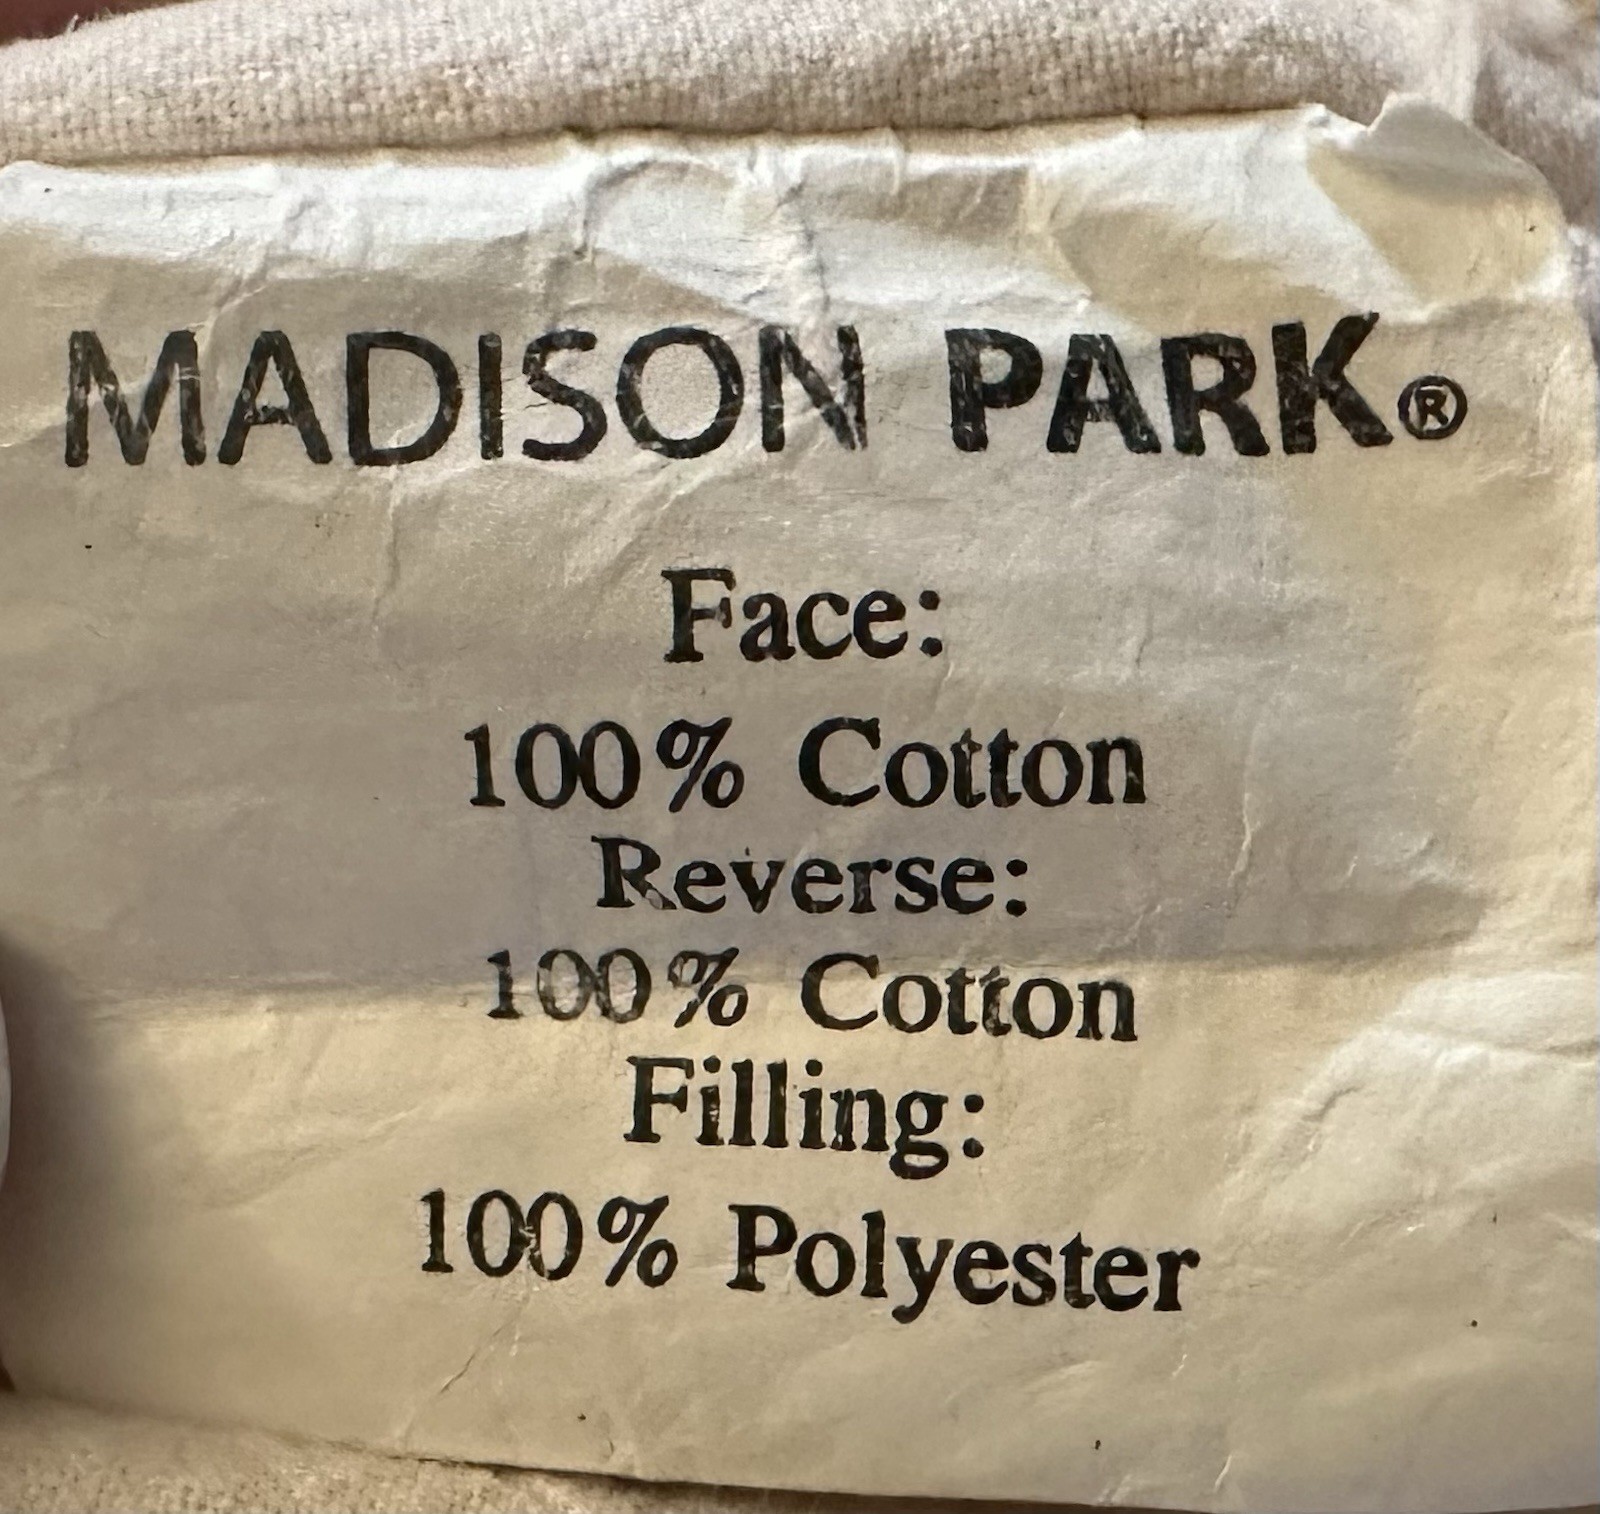 MADISON PARK®
Face:
100% Cotton
Reverse:
100% Cotton
Filling:
100% Polyester